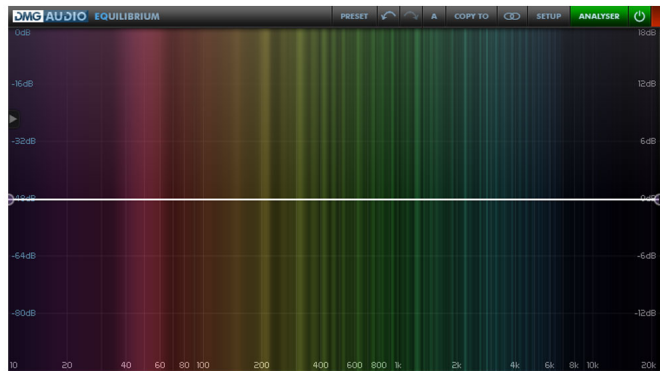 DMG AUDIO EQUILIBRIUM PRESET A COPY TO SETUP ANALYSER
0dB 18dB
-16dB 12dB
-32dB 6dB
-48dB 0dB
-64dB -6dB
-80dB -12dB
10 20 40 60 80 100 200 400 600 800 1k 2k 4k 6k 8k 10k 20k